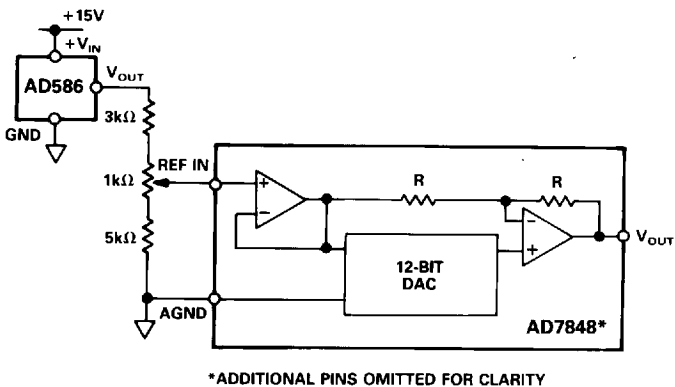 +15V
+VIN
VOUT
AD586
3kΩ
GND
REF IN
R
R
1kΩ
+
−
−
+
VOUT
5kΩ
12-BIT
DAC
AGND
AD7848*
*ADDITIONAL PINS OMITTED FOR CLARITY